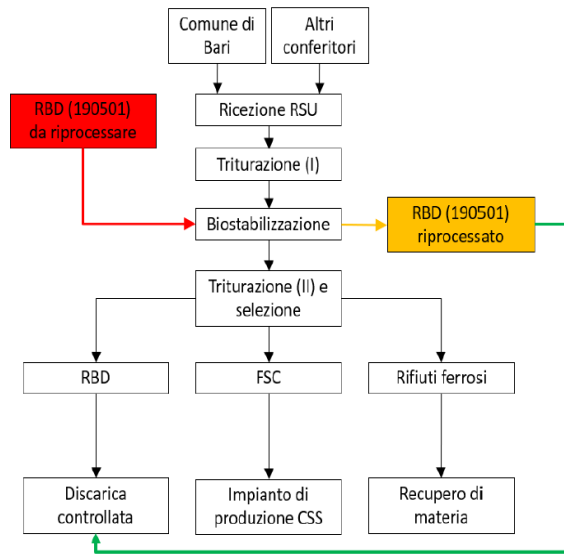 Comune di
Bari
Altri
conferitori
RBD (190501)
da riprocessare
Ricezione RSU
Triturazione (I)
Biostabilizzazione
RBD (190501)
riprocessato
Triturazione (II) e
selezione
RBD
FSC
Rifiuti ferrosi
Discarica
controllata
Impianto di
produzione CSS
Recupero di
materia